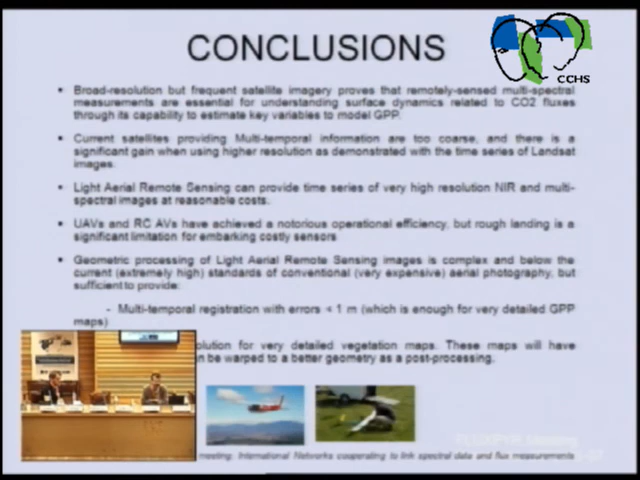 CONCLUSIONS
CCHS
Broad-resolution but frequent satellite imagery proves that remotely-sensed multi-spectral
measurements are essential for understanding surface dynamics related to CO2 fluxes
through its capability to estimate key variables to model GPP.
Current satellites providing Multi-temporal information are too coarse, and there is a
significant gain when using higher resolution as demonstrated with the time series of Landsat
images.
Light Aerial Remote Sensing can provide time series of very high resolution NIR and multi-
spectral images at reasonable costs.
UAVs and RC AVs have achieved a notorious operational efficiency, but rough landing is a
significant limitation for embarking costly sensors
Geometric processing of Light Aerial Remote Sensing images is complex and below the
current (extremely high) standards of conventional (very expensive) aerial photography, but
sufficient to provide:
- Multi-temporal registration with errors < 1 m (which is enough for very detailed GPP
maps)
olution for very detailed vegetation maps. These maps will have
n be warped to a better geometry as a post-processing.
meeting: International Networks cooperating to link spectral data and flux measurements